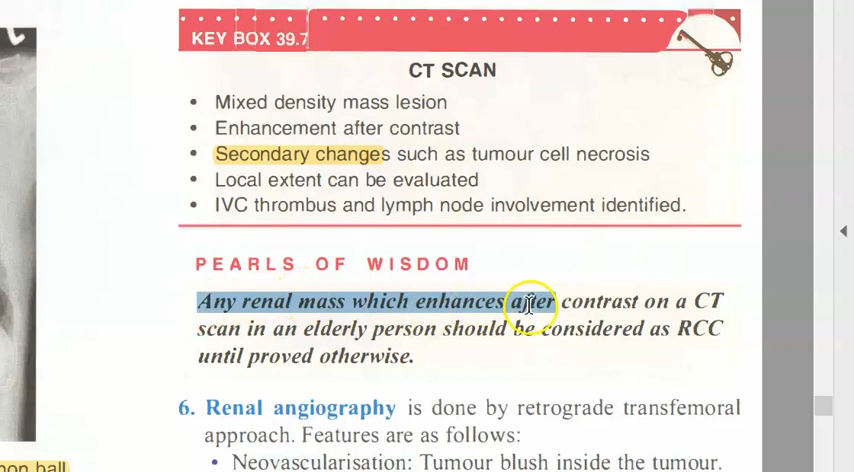 KEY BOX 39.7
CT SCAN
• Mixed density mass lesion
• Enhancement after contrast
• Secondary changes such as tumour cell necrosis
• Local extent can be evaluated
• IVC thrombus and lymph node involvement identified.
PEARLS OF WISDOM
Any renal mass which enhances after contrast on a CT
scan in an elderly person should be considered as RCC
until proved otherwise.
6. Renal angiography is done by retrograde transfemoral
approach. Features are as follows:
• Neovascularisation: Tumour blush inside the tumour.
ball